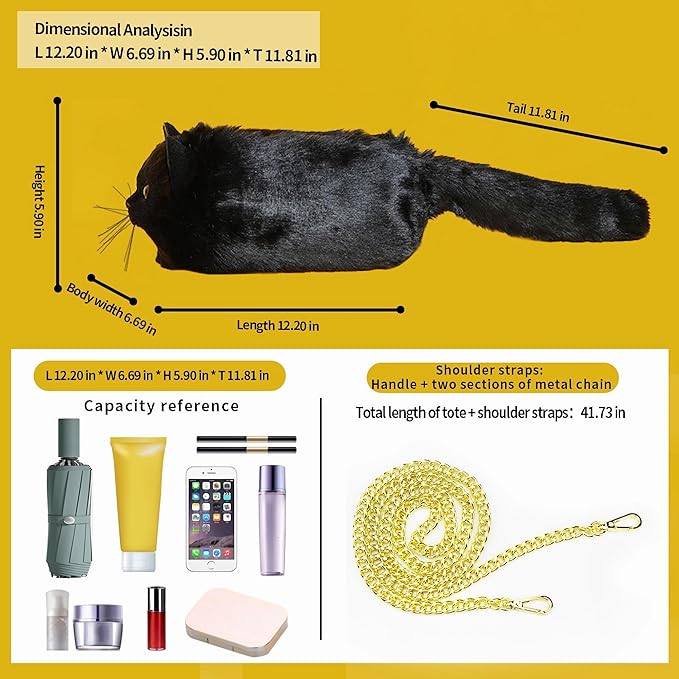 Dimensional Analysisin
L 12.20 in * W 6.69 in * H 5.90 in * T 11.81 in
Tail 11.81 in
Height 5.90 in
Body width 6.69 in
Length 12.20 in
L 12.20 in * W 6.69 in * H 5.90 in * T 11.81 in
Capacity reference
Shoulder straps:
Handle + two sections of metal chain
Total length of tote + shoulder straps: 41.73 in